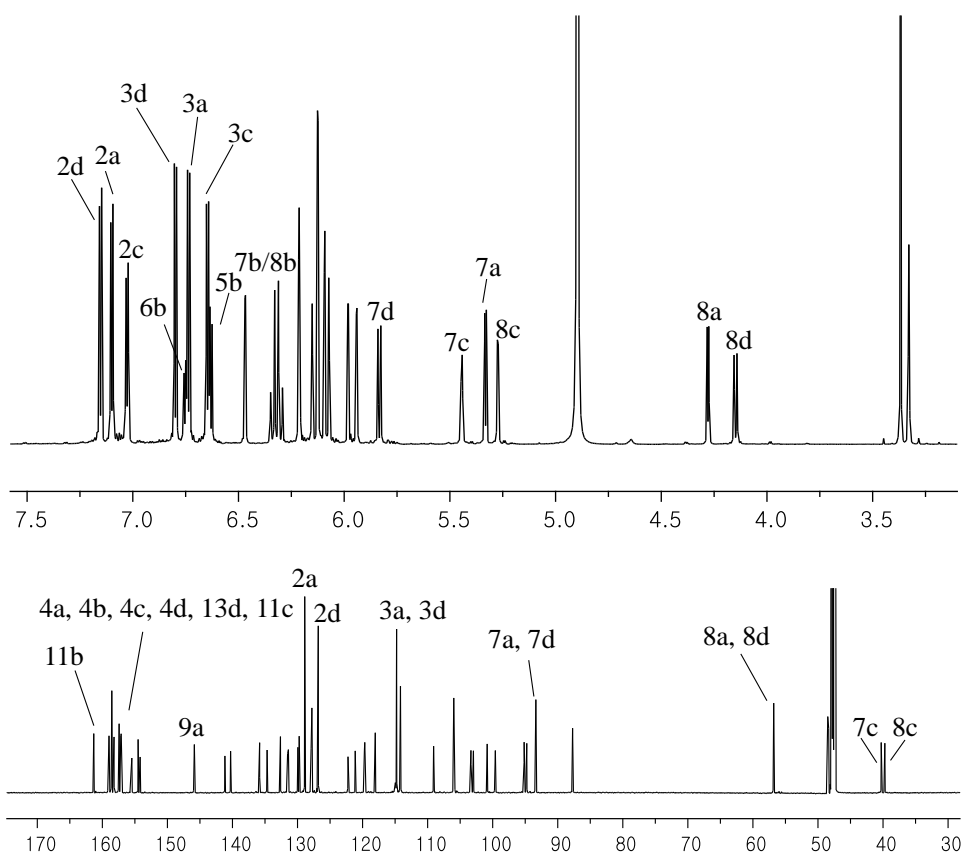 3d
3a
3c
2d
2a
2c
7b/8b
5b
6b
7d
7a
7c
8c
8a
8d
7.5 7.0 6.5 6.0 5.5 5.0 4.5 4.0 3.5
2a
4a, 4b, 4c, 4d, 13d, 11c
2d
3a, 3d
7a, 7d
8a, 8d
11b
9a
7c
8c
170 160 150 140 130 120 110 100 90 80 70 60 50 40 30